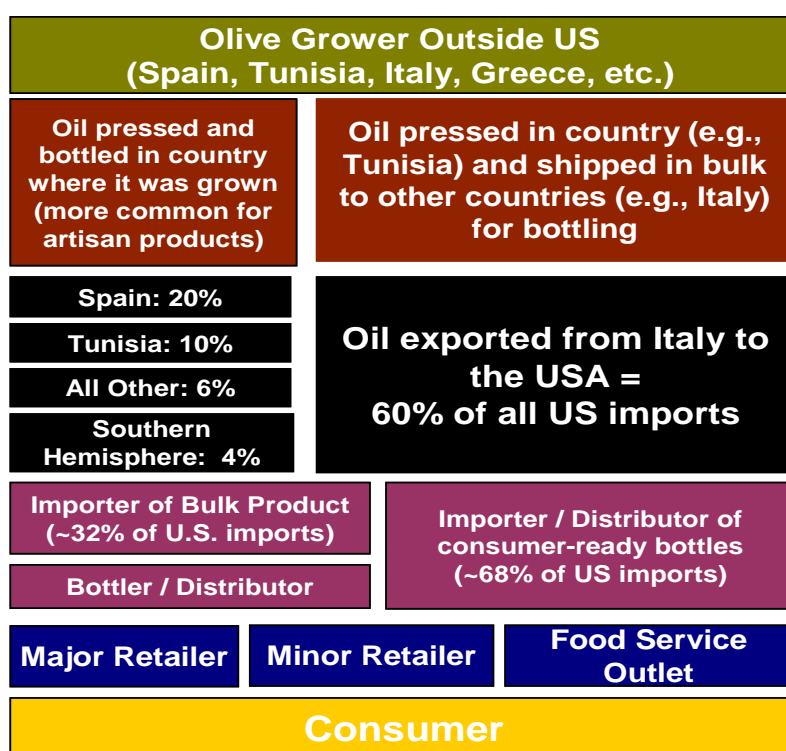 Olive Grower Outside US
(Spain, Tunisia, Italy, Greece, etc.)
Oil pressed and
bottled in country
where it was grown
(more common for
artisan products)
Oil pressed in country (e.g.,
Tunisia) and shipped in bulk
to other countries (e.g., Italy)
for bottling
Spain: 20%
Tunisia: 10%
All Other: 6%
Southern
Hemisphere: 4%
Oil exported from Italy to
the USA =
60% of all US imports
Importer of Bulk Product
(~32% of U.S. imports)
Bottler / Distributor
Importer / Distributor of
consumer-ready bottles
(~68% of US imports)
Major Retailer
Minor Retailer
Food Service
Outlet
Consumer